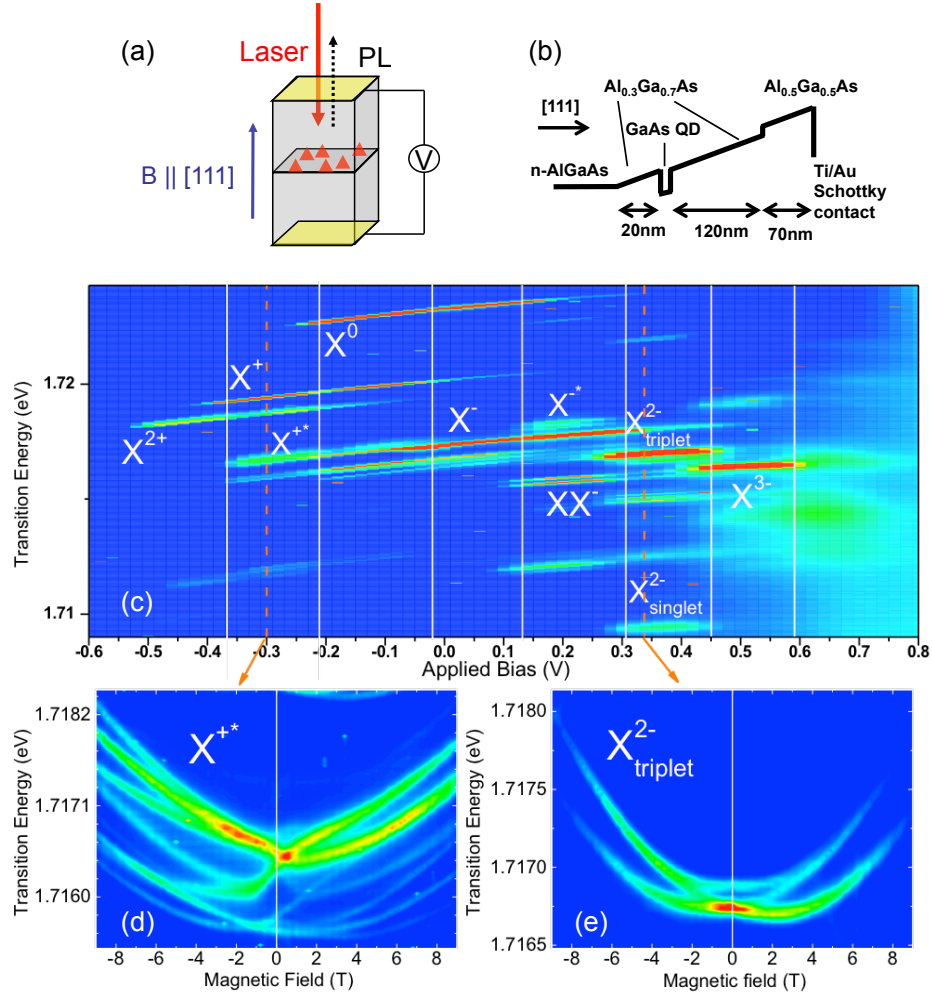 (a)
Laser
PL
B || [111]
V
(b)
[111]
Al0.3Ga0.7As
Al0.5Ga0.5As
GaAs QD
n-AlGaAs
Ti/Au
Schottky
contact
20nm
120nm
70nm
Transition Energy (eV)
1.72
1.71
X0
X+
X2+
X+*
X-
X-*
X2-
triplet
XX-
X3-
X2-
singlet
(c)
-0.6 -0.5 -0.4 -0.3 -0.2 -0.1 0.0 0.1 0.2 0.3 0.4 0.5 0.6 0.7 0.8
Applied Bias (V)
Transition Energy (eV)
1.7182
1.7171
1.7160
X+*
(d)
-8 -6 -4 -2 0 2 4 6 8
Magnetic Field (T)
Transition Energy (eV)
1.7180
1.7175
1.7170
1.7165
X2-
triplet
(e)
-8 -6 -4 -2 0 2 4 6 8
Magnetic field (T)